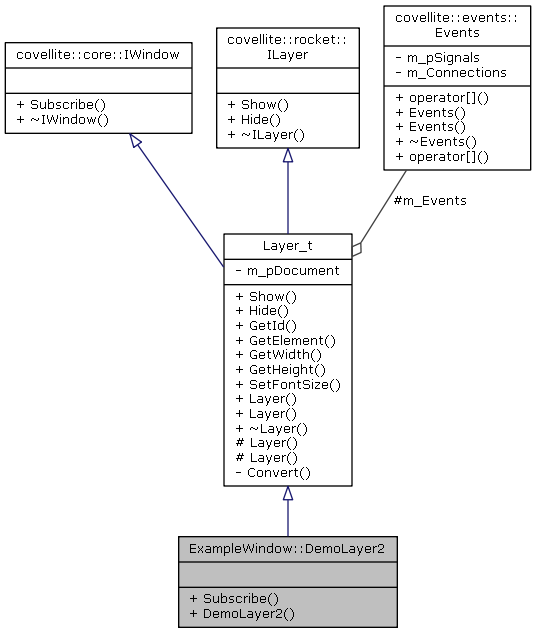 covellite::core::IWindow
+ Subscribe()
+ ~IWindow()
covellite::rocket::
ILayer
+ Show()
+ Hide()
+ ~ILayer()
covellite::events::
Events
- m_pSignals
- m_Connections
+ operator[]()
+ Events()
+ Events()
+ ~Events()
+ operator[]()
#m_Events
Layer_t
- m_pDocument
+ Show()
+ Hide()
+ GetId()
+ GetElement()
+ GetWidth()
+ GetHeight()
+ SetFontSize()
+ Layer()
+ Layer()
+ ~Layer()
# Layer()
# Layer()
- Convert()
ExampleWindow::DemoLayer2
+ Subscribe()
+ DemoLayer2()